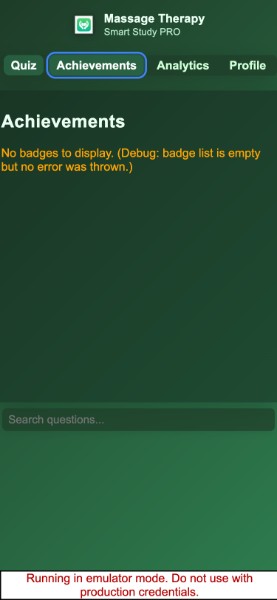 Massage Therapy
Smart Study PRO
Quiz
Achievements
Analytics
Profile
Achievements
No badges to display. (Debug: badge list is empty
but no error was thrown.)
Search questions...
Running in emulator mode. Do not use with
production credentials.